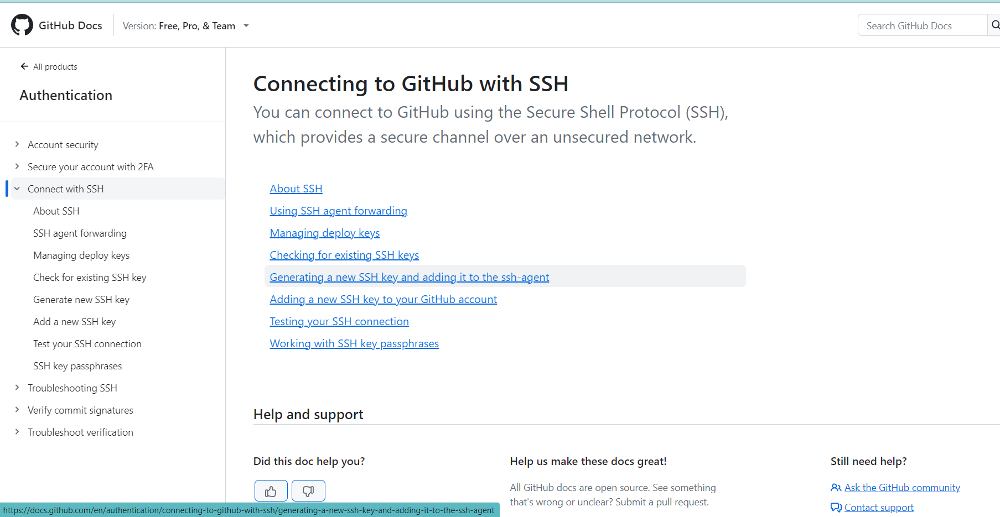 GitHub Docs
Version: Free, Pro, & Team
Search GitHub Docs
All products
Authentication
Account security
Secure your account with 2FA
Connect with SSH
About SSH
SSH agent forwarding
Managing deploy keys
Check for existing SSH key
Generate new SSH key
Add a new SSH key
Test your SSH connection
SSH key passphrases
Troubleshooting SSH
Verify commit signatures
Troubleshoot verification
Connecting to GitHub with SSH
You can connect to GitHub using the Secure Shell Protocol (SSH),
which provides a secure channel over an unsecured network.
About SSH
Using SSH agent forwarding
Managing deploy keys
Checking for existing SSH keys
Generating a new SSH key and adding it to the ssh-agent
Adding a new SSH key to your GitHub account
Testing your SSH connection
Working with SSH key passphrases
Help and support
Did this doc help you?
Help us make these docs great!
All GitHub docs are open source. See something
that's wrong or unclear? Submit a pull request.
Still need help?
Ask the GitHub community
Contact support
https://docs.github.com/en/authentication/connecting-to-github-with-ssh/generating-a-new-ssh-key-and-adding-it-to-the-ssh-agent